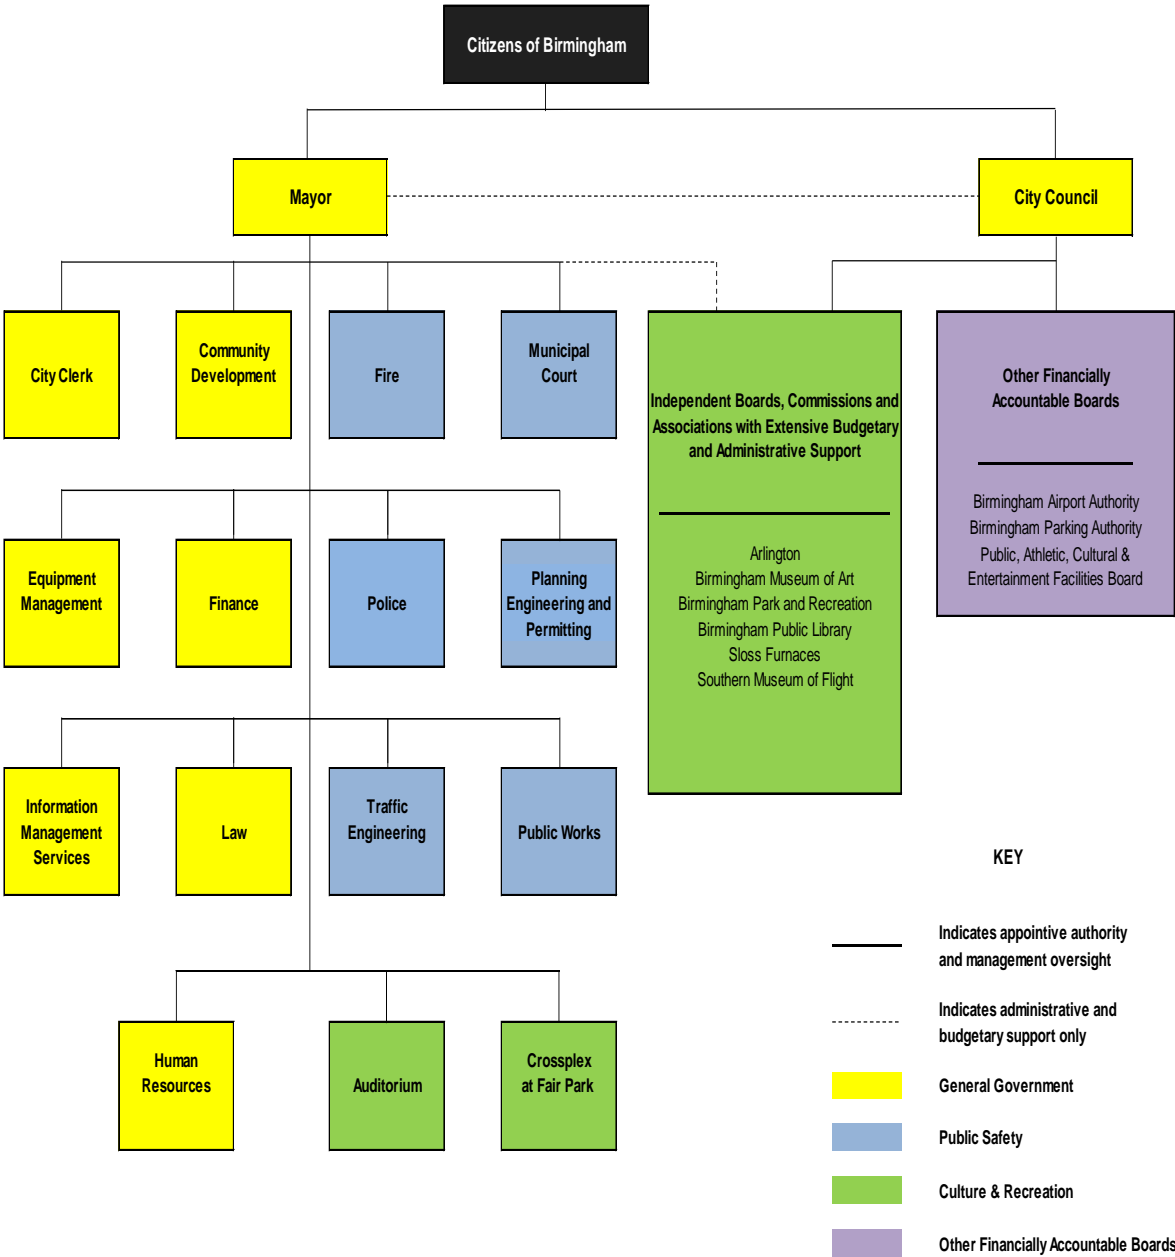 Citizens of Birmingham
Mayor
City Council
City Clerk
Community
Development
Fire
Municipal
Court
Independent Boards, Commissions and
Associations with Extensive Budgetary
and Administrative Support
Arlington
Birmingham Museum of Art
Birmingham Park and Recreation
Birmingham Public Library
Sloss Furnaces
Southern Museum of Flight
Other Financially
Accountable Boards
Birmingham Airport Authority
Birmingham Parking Authority
Public, Athletic, Cultural &
Entertainment Facilities Board
Equipment
Management
Finance
Police
Planning
Engineering and
Permitting
Information
Management
Services
Law
Traffic
Engineering
Public Works
Human
Resources
Auditorium
Crossplex
at Fair Park
KEY
Indicates appointive authority
and management oversight
Indicates administrative and
budgetary support only
General Government
Public Safety
Culture & Recreation
Other Financially Accountable Boards